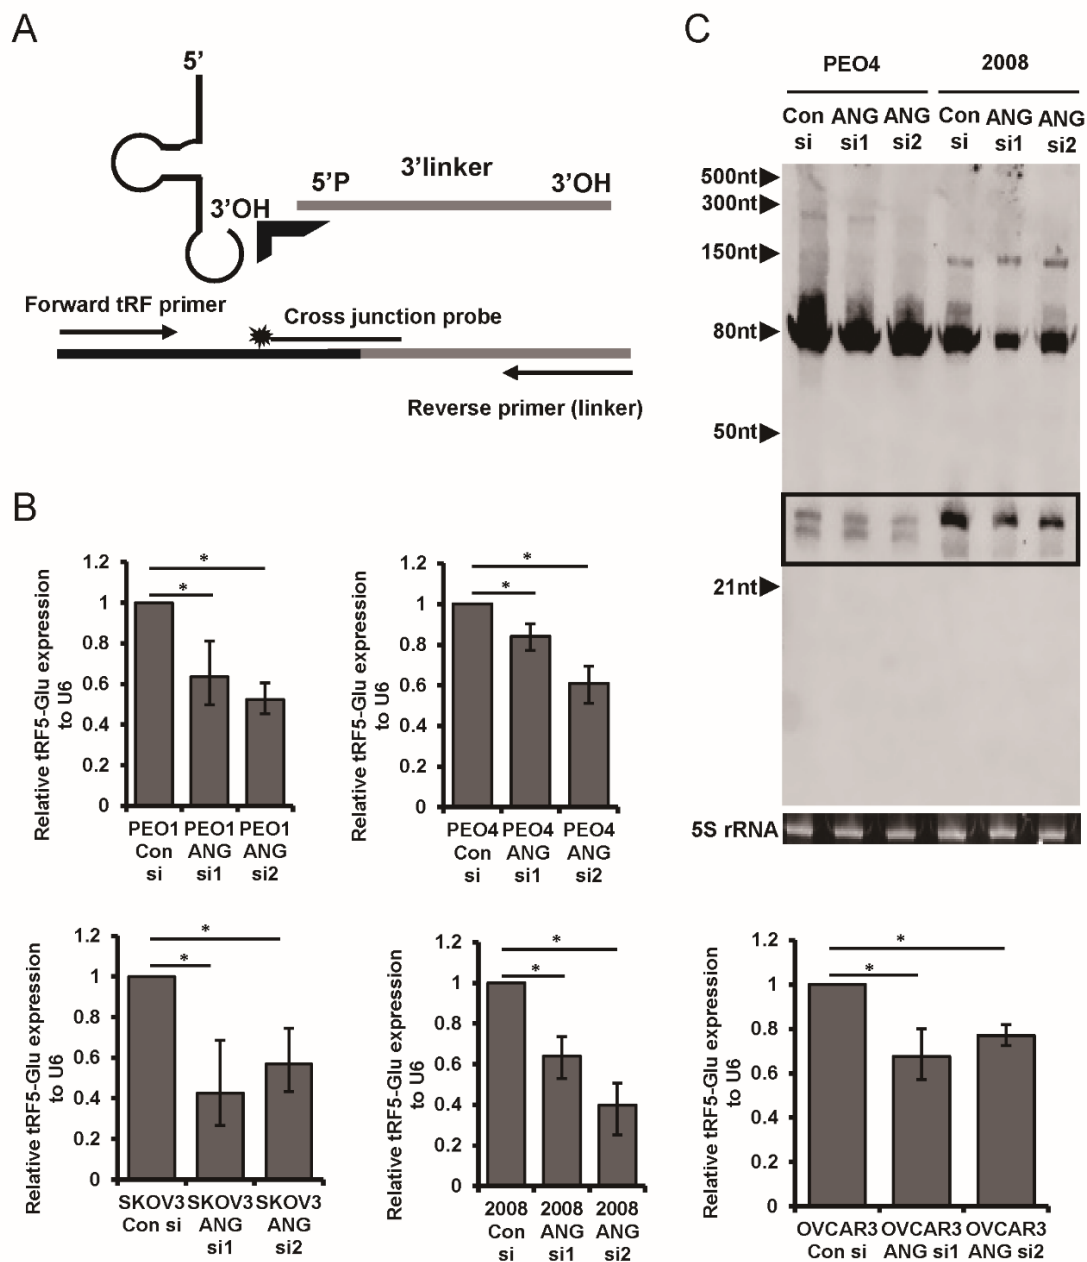 A
5'
3'OH
5'P
3'linker
3'OH
Forward tRF primer
Cross junction probe
Reverse primer (linker)
B
Relative tRF5-Glu expression
to U6
1.2
1
0.8
0.6
0.4
0.2
0
*
*
PEO1 PEO1 PEO1
Con ANG ANG
si si1 si2
Relative tRF5-Glu expression
to U6
1.2
1
0.8
0.6
0.4
0.2
0
*
*
PEO4 PEO4 PEO4
Con ANG ANG
si si1 si2
C
PEO4 2008
Con ANG ANG Con ANG ANG
si si1 si2 si si1 si2
500nt
300nt
150nt
80nt
50nt
21nt
5S rRNA
Relative tRF5-Glu expression
to U6
1.2
1
0.8
0.6
0.4
0.2
0
*
*
SKOV3 SKOV3 SKOV3
Con si ANG ANG
si1 si2
Relative tRF5-Glu expression
to U6
1.2
1
0.8
0.6
0.4
0.2
0
*
*
2008 2008 2008
Con ANG ANG
si si1 si2
Relative tRF5-Glu expression
to U6
1.2
1
0.8
0.6
0.4
0.2
0
*
*
OVCAR3 OVCAR3 OVCAR3
Con si ANG si1 ANG si2